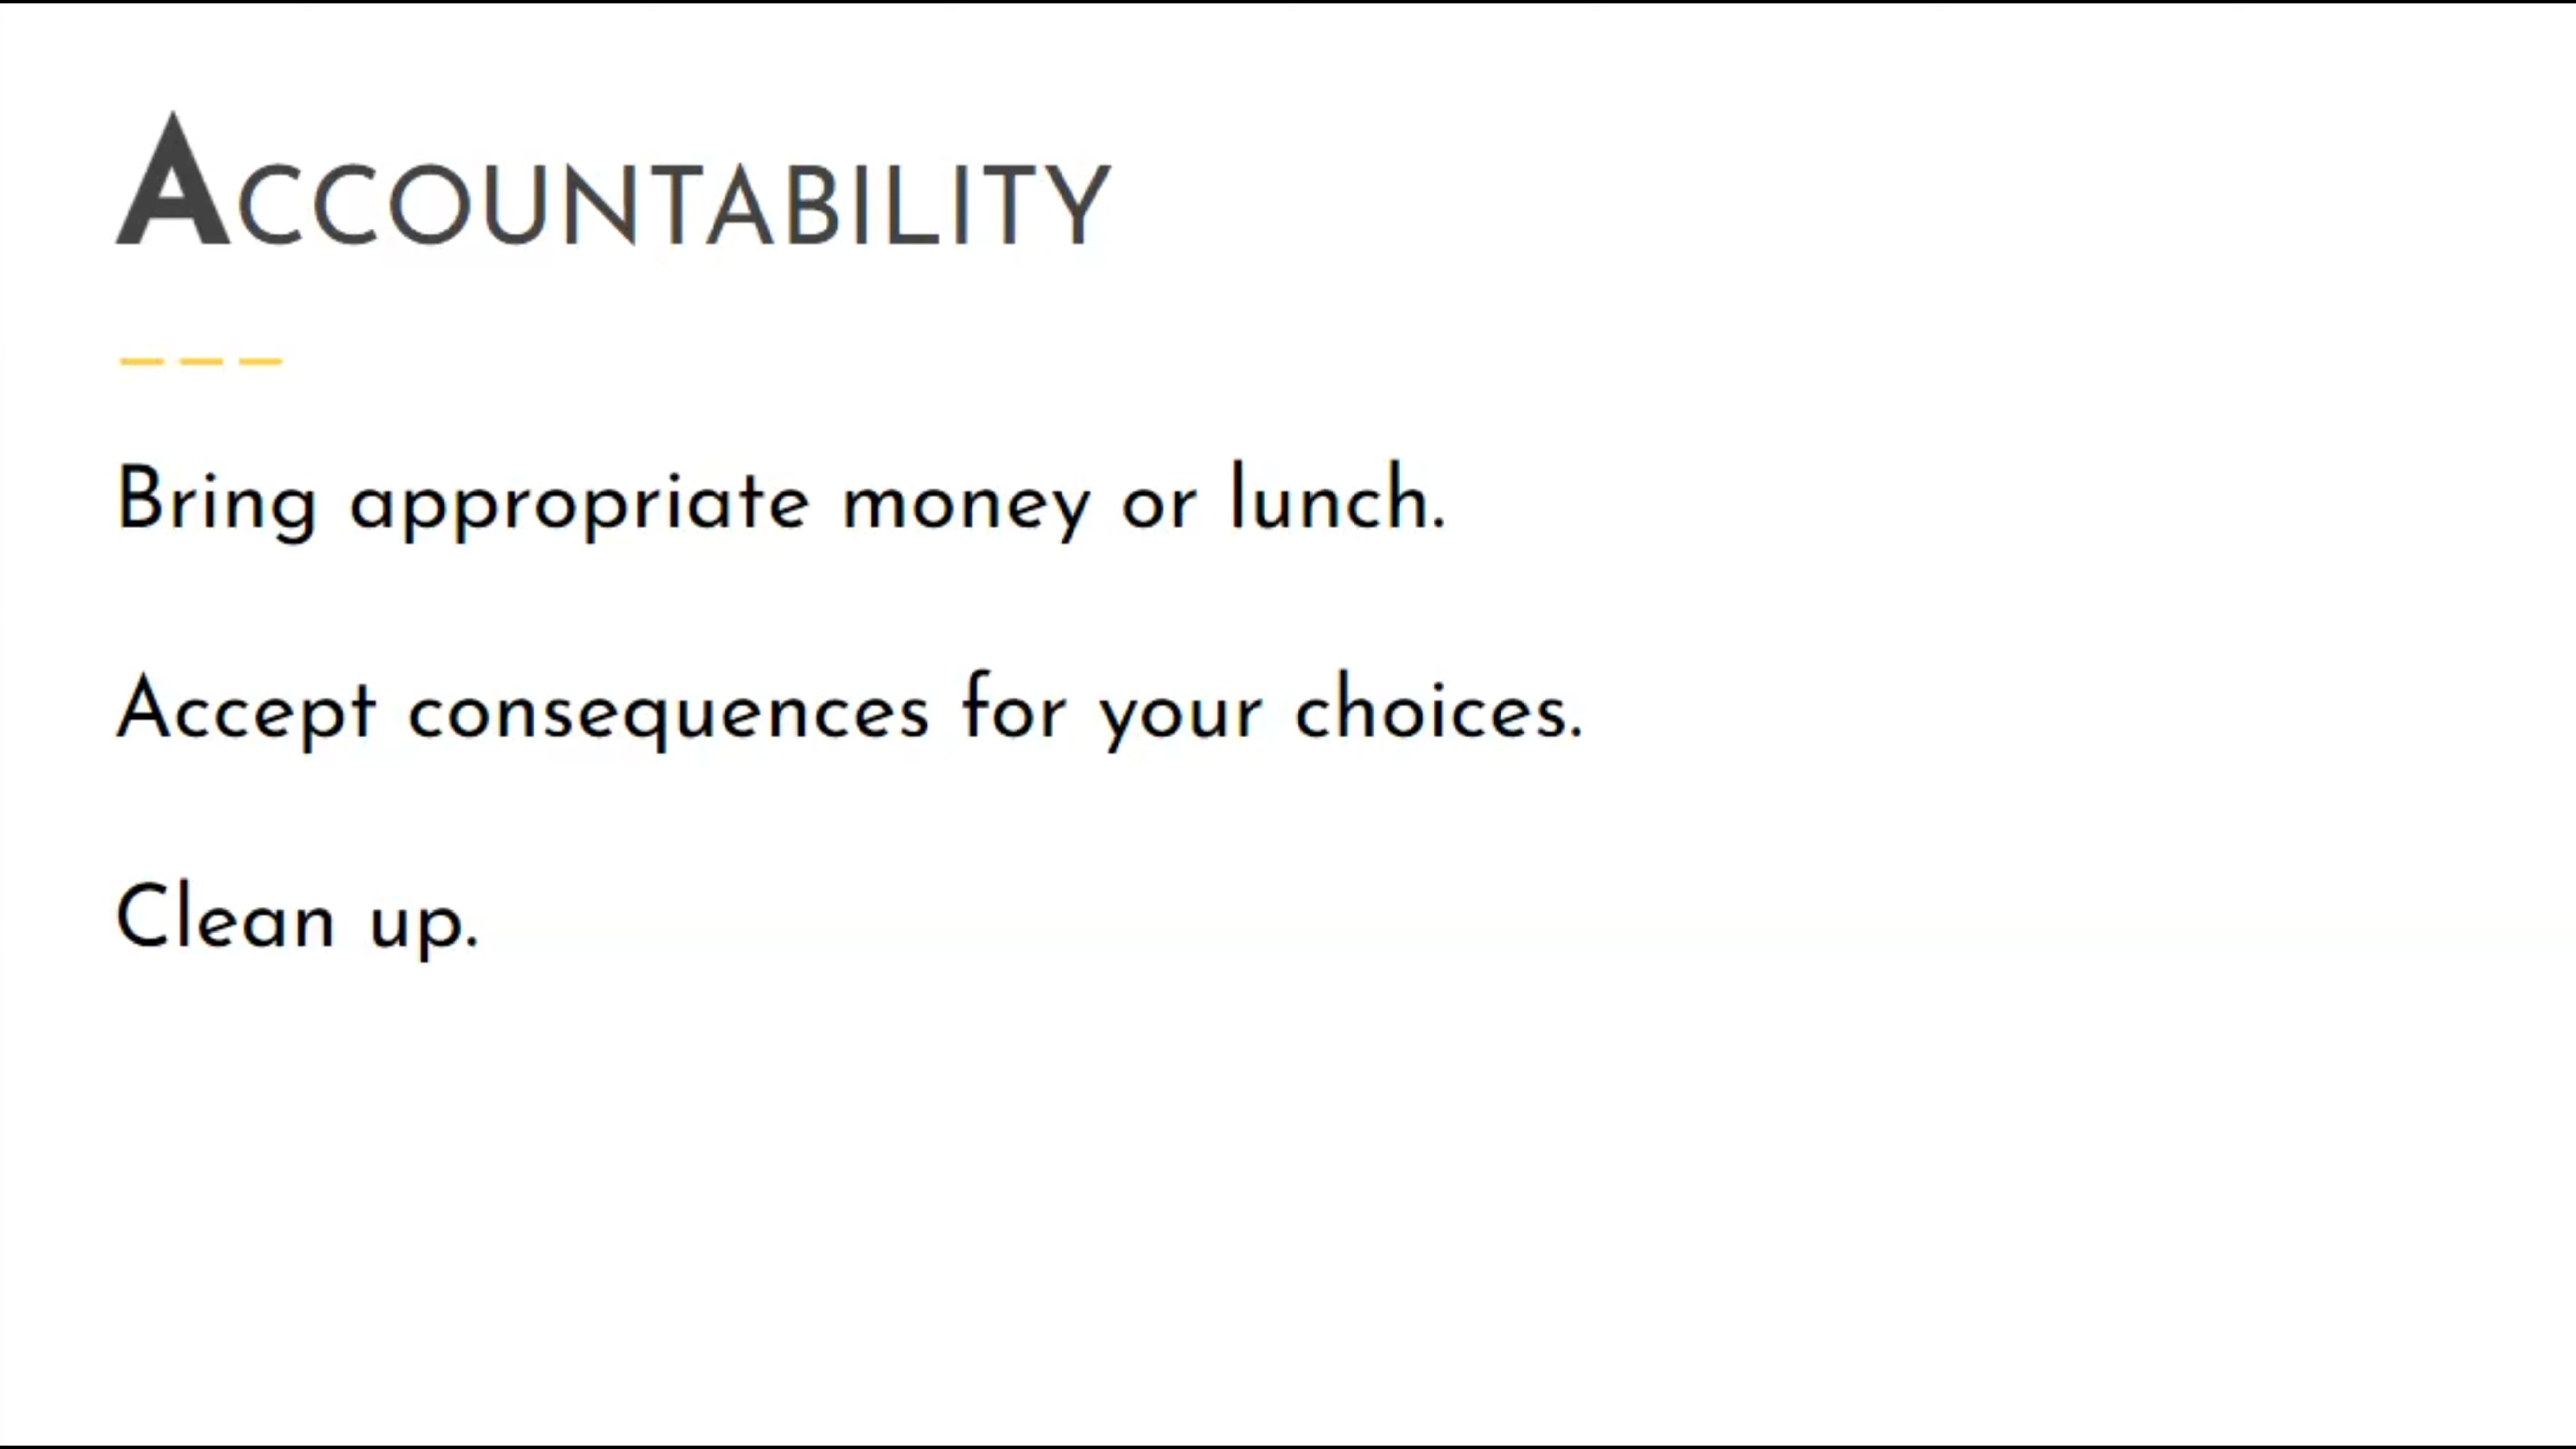 ACCOUNTABILITY
Bring appropriate money or lunch.
Accept consequences for your choices.
Clean up.